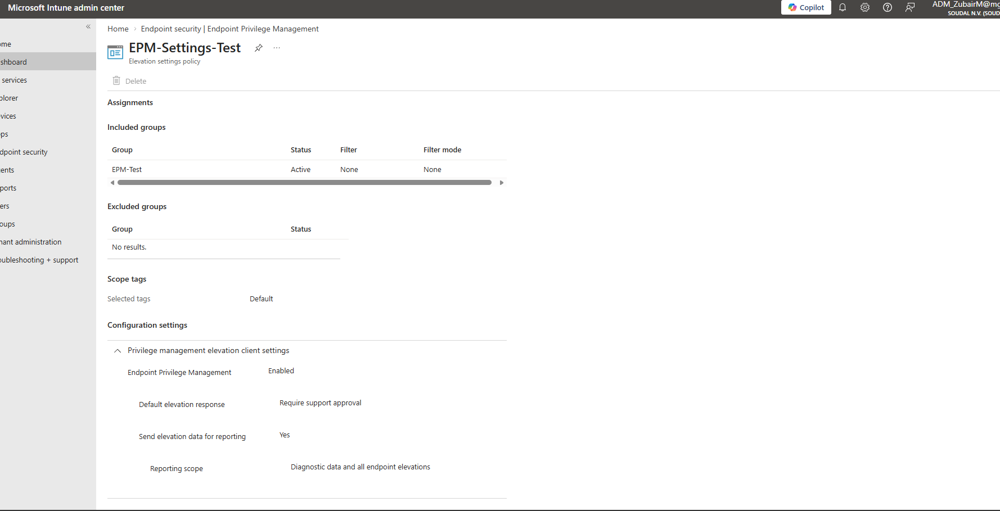 Microsoft Intune admin center
Copilot
ADM_ZubairM@mg
SOUDAL N.V. (SOUD
«
ome
shboard
services
plorer
vices
ps
dpoint security
ents
ports
ers
oups
nant administration
oubleshooting + support
Home > Endpoint security | Endpoint Privilege Management
EPM-Settings-Test
...
Elevation settings policy
Delete
Assignments
Included groups
Group Status Filter Filter mode
EPM-Test Active None None
Excluded groups
Group Status
No results.
Scope tags
Selected tags Default
Configuration settings
Privilege management elevation client settings
Endpoint Privilege Management Enabled
Default elevation response Require support approval
Send elevation data for reporting Yes
Reporting scope Diagnostic data and all endpoint elevations